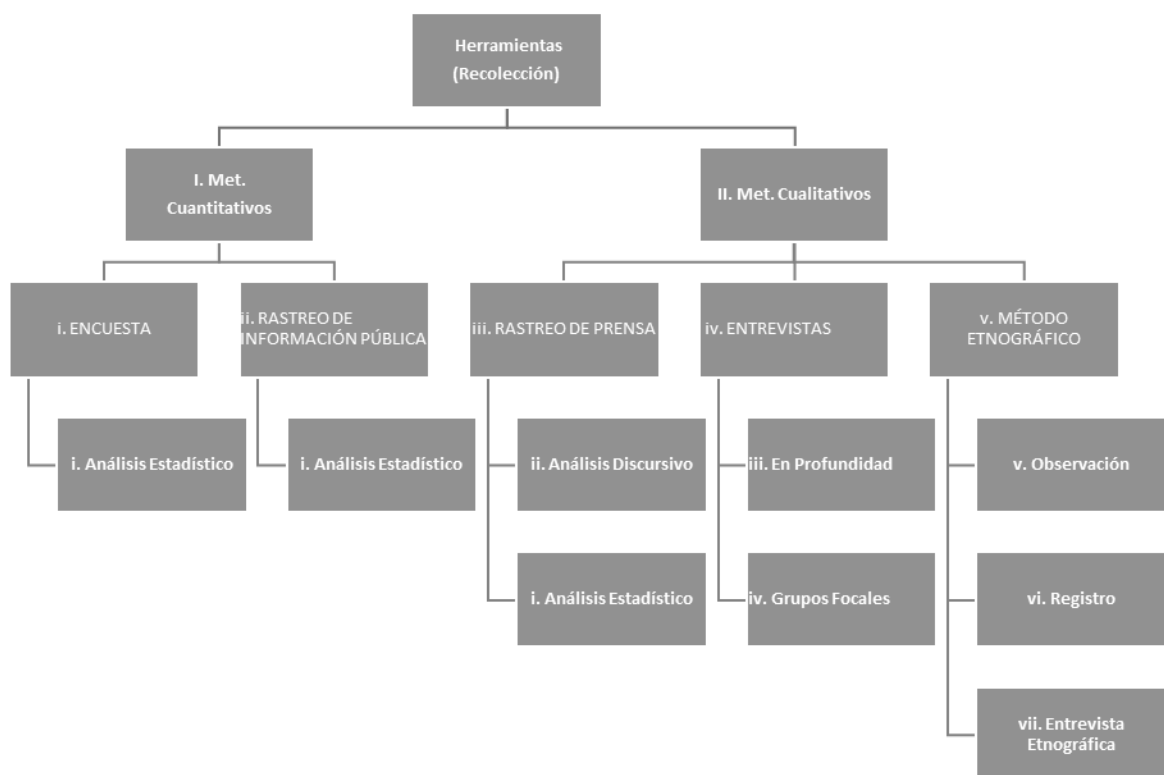 Herramientas
(Recolección)
I. Met.
Cuantitativos
II. Met. Cualitativos
i. ENCUESTA
ii. RASTREO DE
INFORMACIÓN PÚBLICA
iii. RASTREO DE PRENSA
iv. ENTREVISTAS
v. MÉTODO
ETNOGRÁFICO
i. Análisis Estadístico
i. Análisis Estadístico
ii. Análisis Discursivo
iii. En Profundidad
v. Observación
i. Análisis Estadístico
iv. Grupos Focales
vi. Registro
vii. Entrevista
Etnográfica